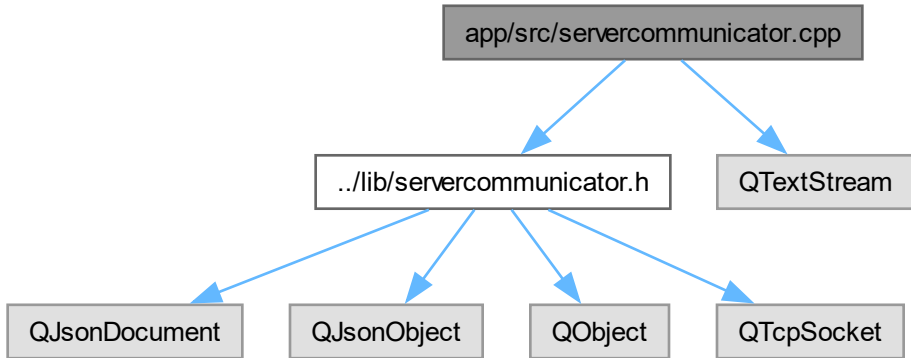 app/src/servercommunicator.cpp
../lib/servercommunicator.h
QTextStream
QJsonDocument
QJsonObject
QObject
QTcpSocket